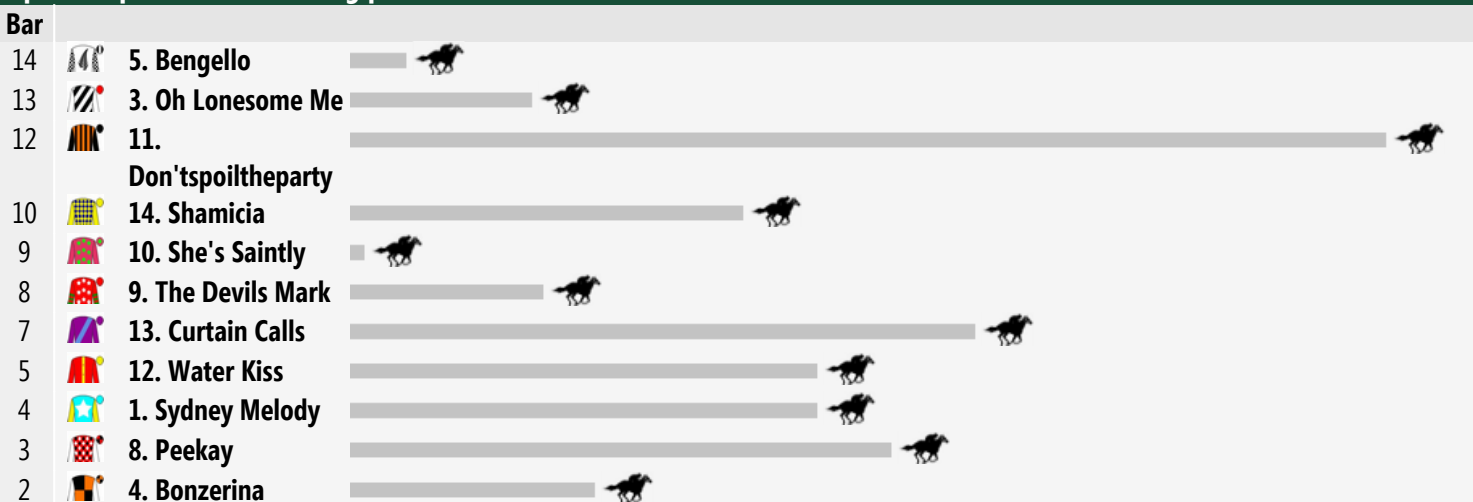 Bar
14 5. Bengello
13 3. Oh Lonesome Me
12 11.
Don'tspoiltheparty
10 14. Shamicia
9 10. She's Saintly
8 9. The Devils Mark
7 13. Curtain Calls
5 12. Water Kiss
4 1. Sydney Melody
3 8. Peekay
2 4. Bonzerina